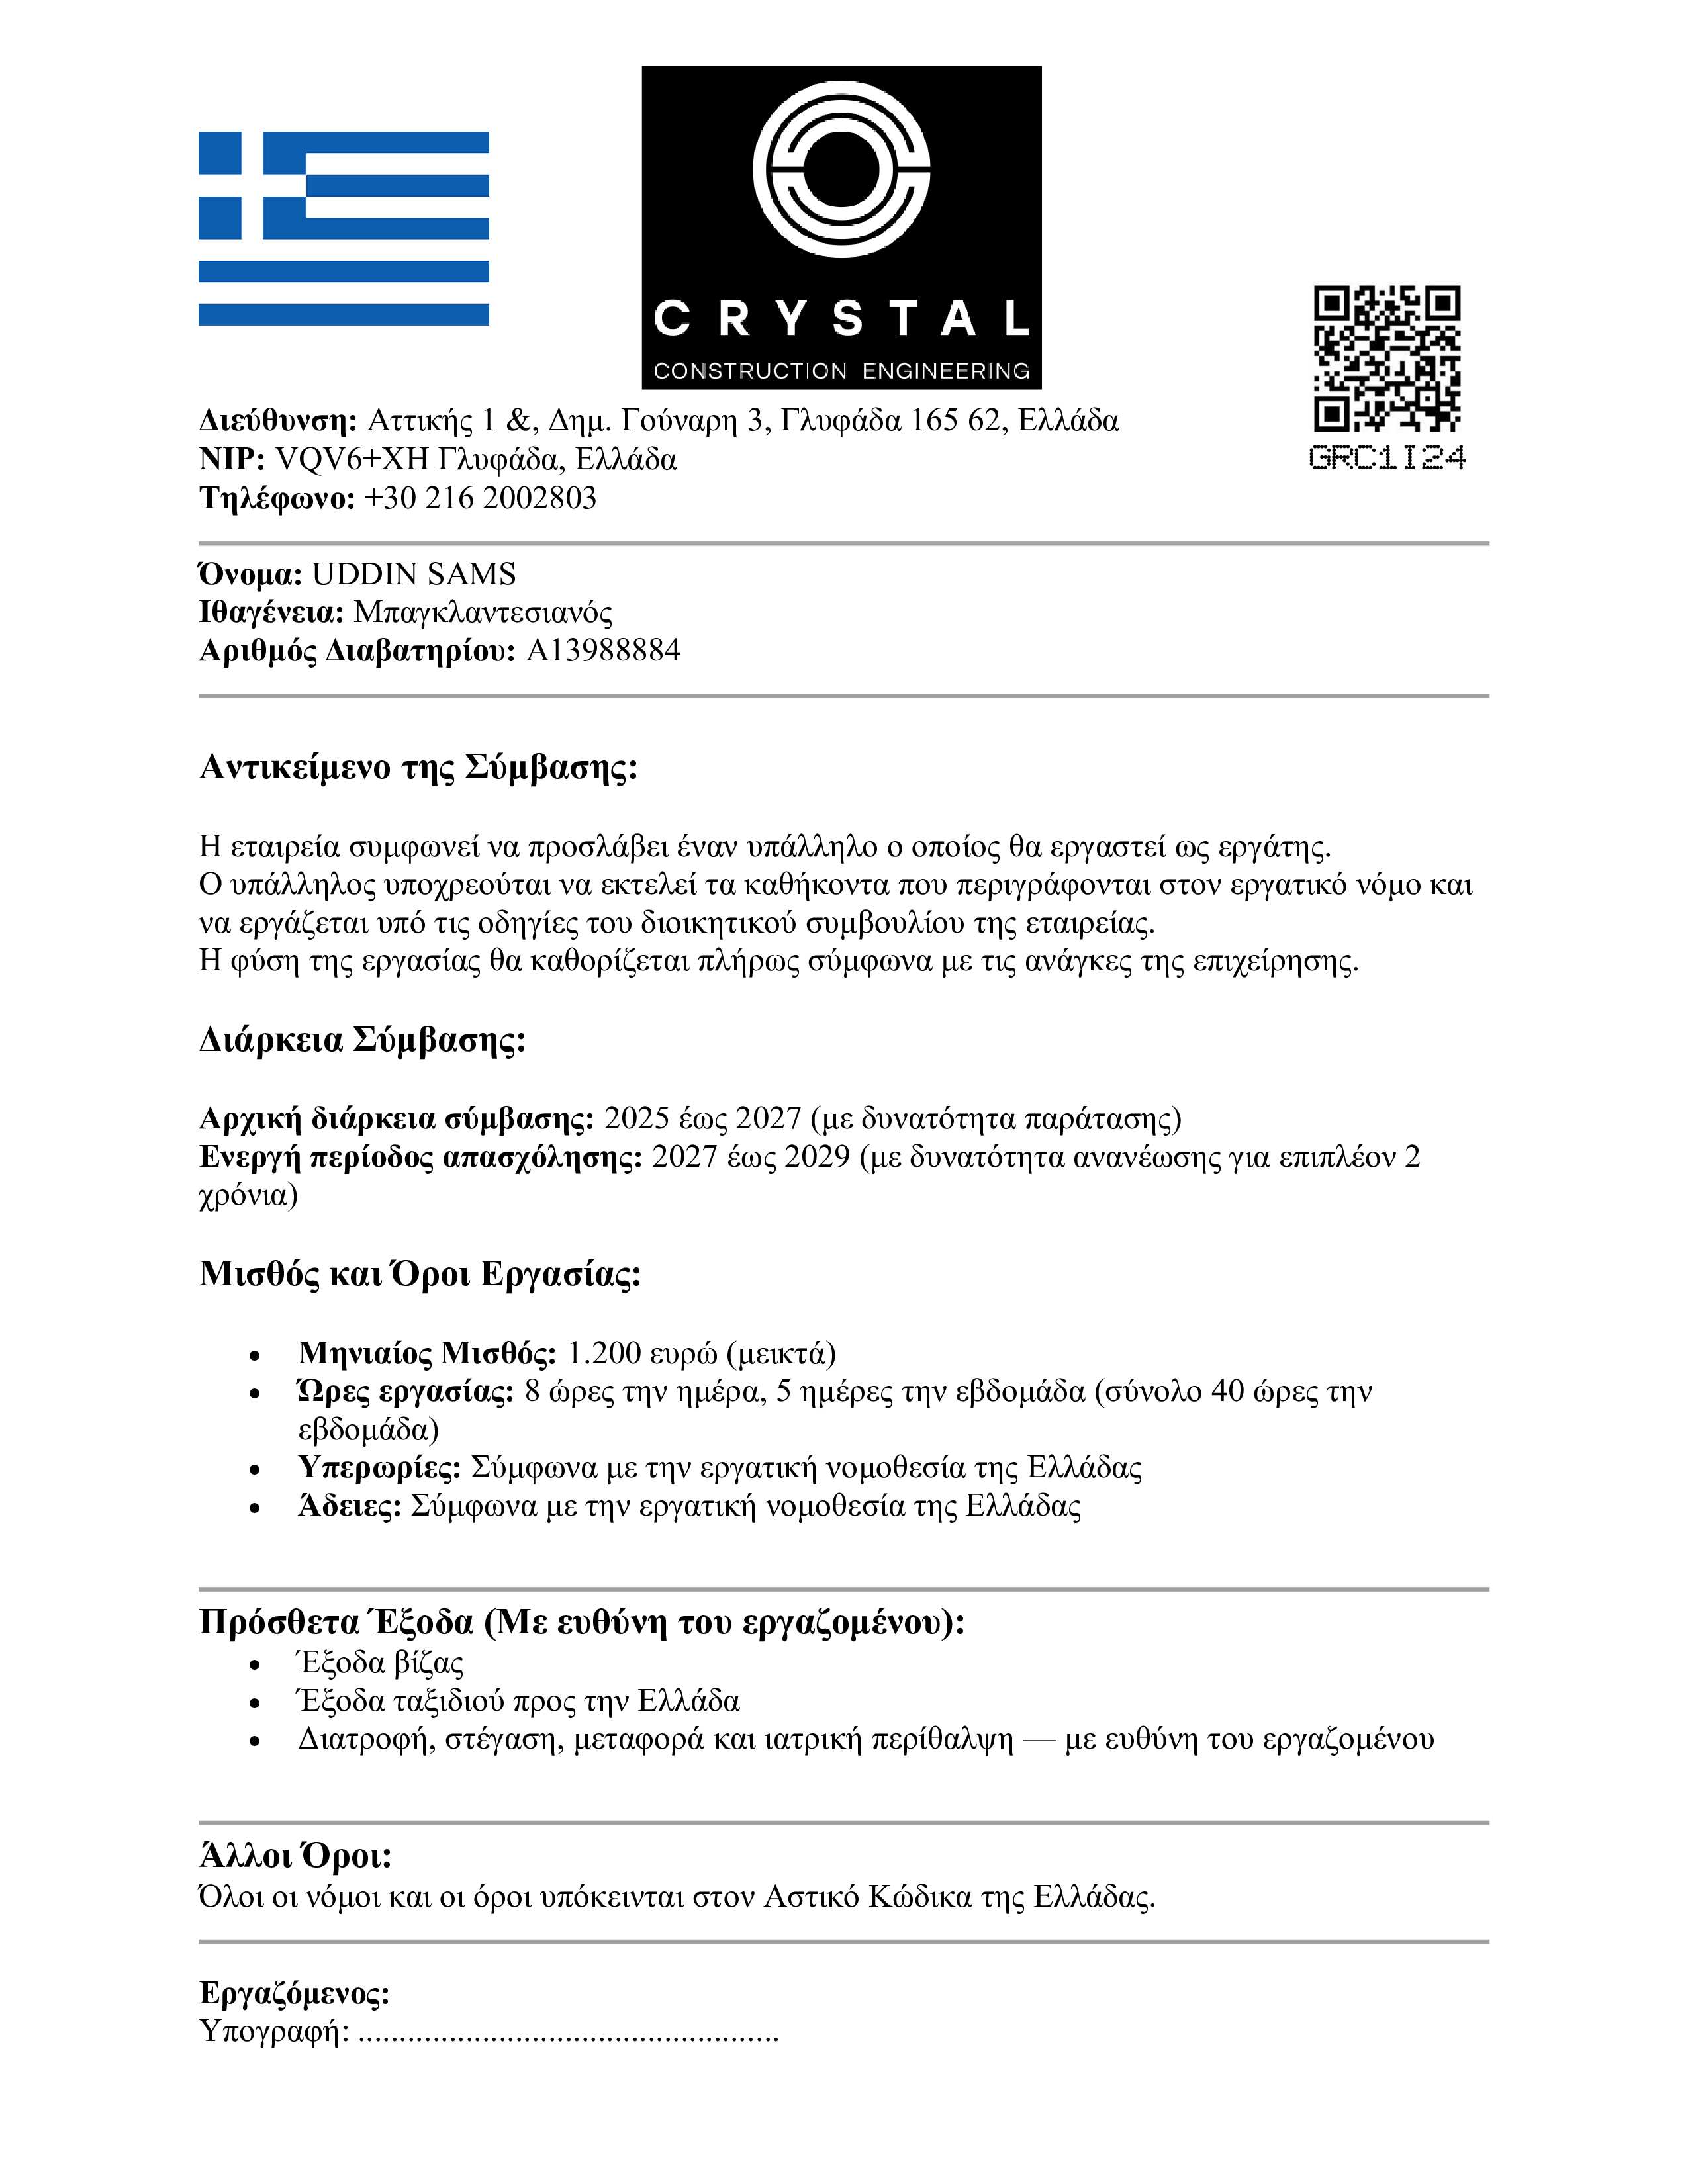 CRYSTAL
CONSTRUCTION ENGINEERING
GRC1I24
Διεύθυνση: Αττικής 1 &, Δημ. Γούναρη 3, Γλυφάδα 165 62, Ελλάδα
NIP: VQV6+XH Γλυφάδα, Ελλάδα
Τηλέφωνο: +30 216 2002803
Όνομα: UDDIN SAMS
Ιθαγένεια: Μπαγκλαντεσιανός
Αριθμός Διαβατηρίου: A13988884
Αντικείμενο της Σύμβασης:
Η εταιρεία συμφωνεί να προσλάβει έναν υπάλληλο ο οποίος θα εργαστεί ως εργάτης.
Ο υπάλληλος υποχρεούται να εκτελεί τα καθήκοντα που περιγράφονται στον εργατικό νόμο και
να εργάζεται υπό τις οδηγίες του διοικητικού συμβουλίου της εταιρείας.
Η φύση της εργασίας θα καθορίζεται πλήρως σύμφωνα με τις ανάγκες της επιχείρησης.
Διάρκεια Σύμβασης:
Αρχική διάρκεια σύμβασης: 2025 έως 2027 (με δυνατότητα παράτασης)
Ενεργή περίοδος απασχόλησης: 2027 έως 2029 (με δυνατότητα ανανέωσης για επιπλέον 2
χρόνια)
Μισθός και Όροι Εργασίας:
• Μηνιαίος Μισθός: 1.200 ευρώ (μεικτά)
• Ώρες εργασίας: 8 ώρες την ημέρα, 5 ημέρες την εβδομάδα (σύνολο 40 ώρες την
εβδομάδα)
• Υπερωρίες: Σύμφωνα με την εργατική νομοθεσία της Ελλάδας
• Άδειες: Σύμφωνα με την εργατική νομοθεσία της Ελλάδας
Πρόσθετα Έξοδα (Με ευθύνη του εργαζομένου):
• Έξοδα βίζας
• Έξοδα ταξιδιού προς την Ελλάδα
• Διατροφή, στέγαση, μεταφορά και ιατρική περίθαλψη — με ευθύνη του εργαζομένου
Άλλοι Όροι:
Όλοι οι νόμοι και οι όροι υπόκεινται στον Αστικό Κώδικα της Ελλάδας.
Εργαζόμενος:
Υπογραφή: ...................................................